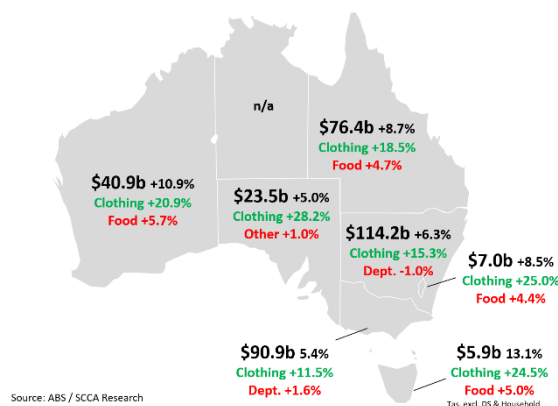 n/a
$76.4b +8.7%
Clothing +18.5%
Food +4.7%
$40.9b +10.9%
Clothing +20.9%
Food +5.7%
$23.5b +5.0%
Clothing +28.2%
Other +1.0%
$114.2b +6.3%
Clothing +15.3%
Dept. -1.0%
$7.0b +8.5%
Clothing +25.0%
Food +4.4%
$90.9b 5.4%
Clothing +11.5%
Dept. +1.6%
$5.9b 13.1%
Clothing +24.5%
Food +5.0%
Source: ABS / SCCA Research
Tas. excl. DS & Household